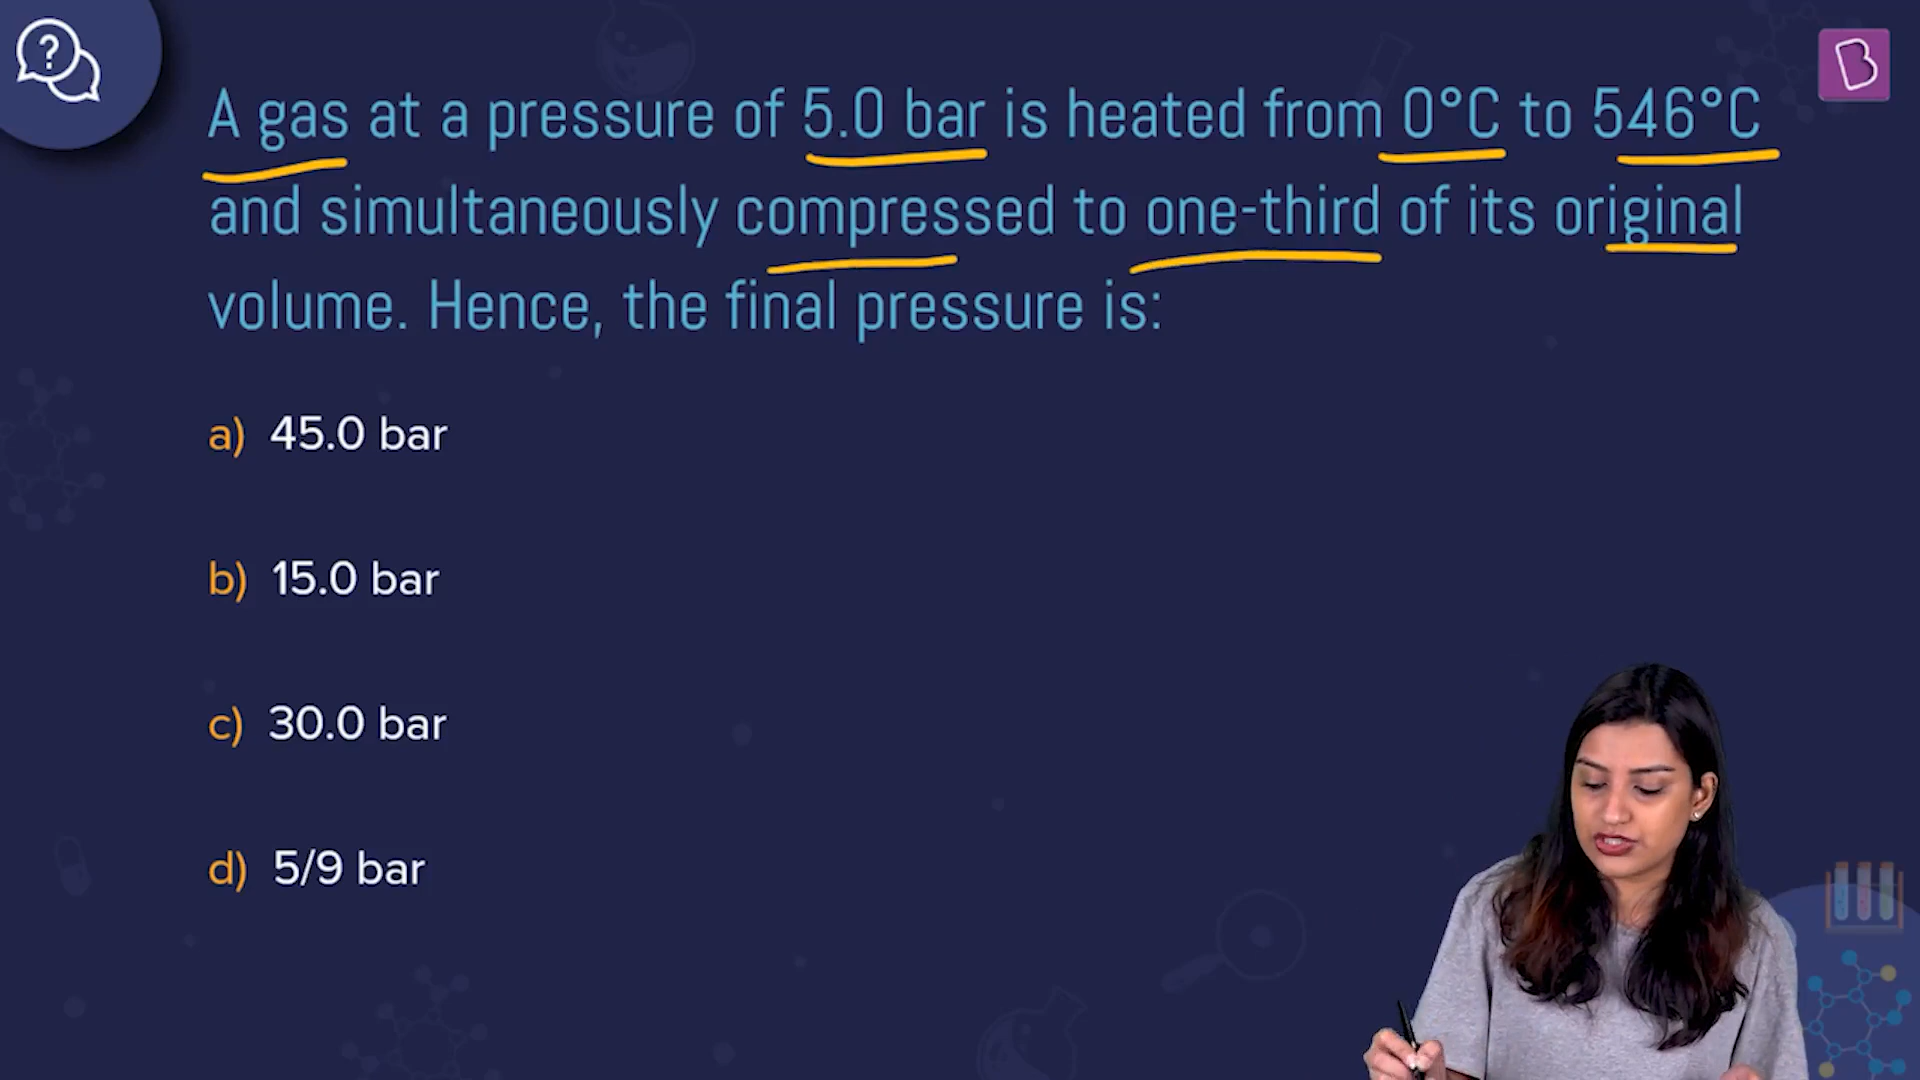 ?
B
A gas at a pressure of 5.0 bar is heated from 0°C to 546°C
and simultaneously compressed to one-third of its original
volume. Hence, the final pressure is:
a) 45.0 bar
b) 15.0 bar
c) 30.0 bar
d) 5/9 bar